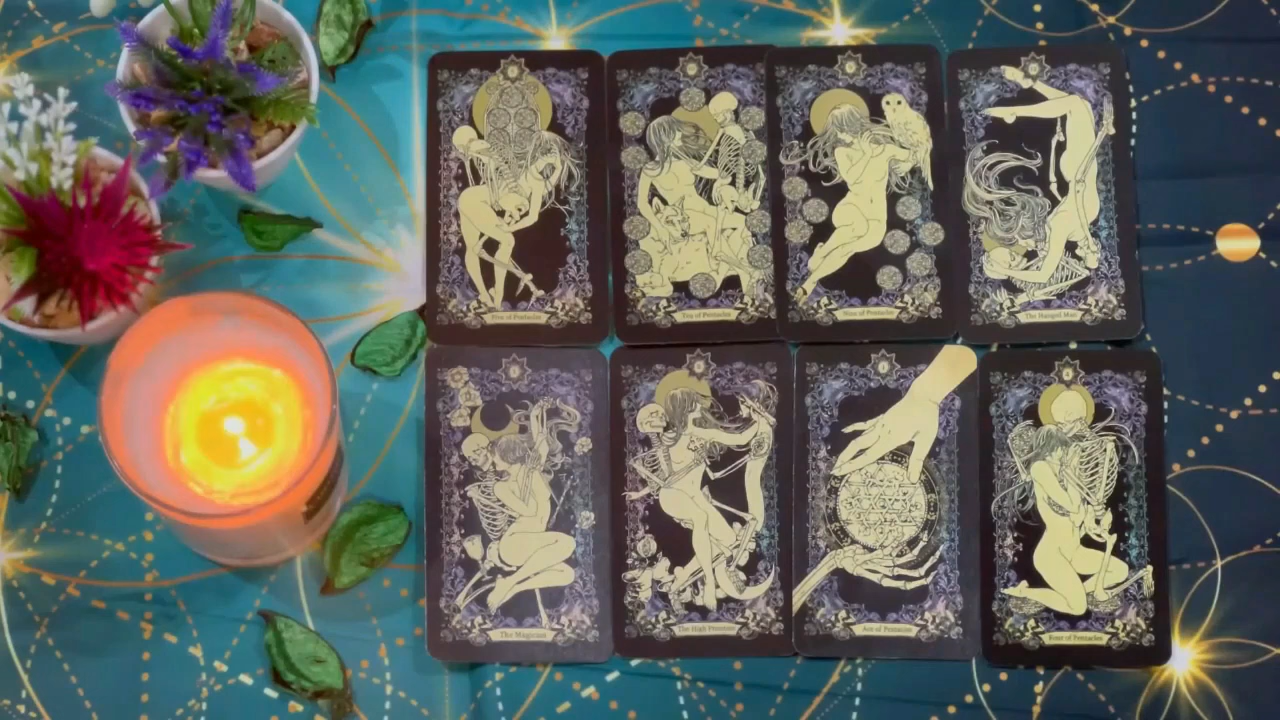 Five of Pentacles
Ten of Pentacles
Nine of Pentacles
The Hanged Man
The Magician
The High Priestess
Ace of Pentacles
Four of Pentacles